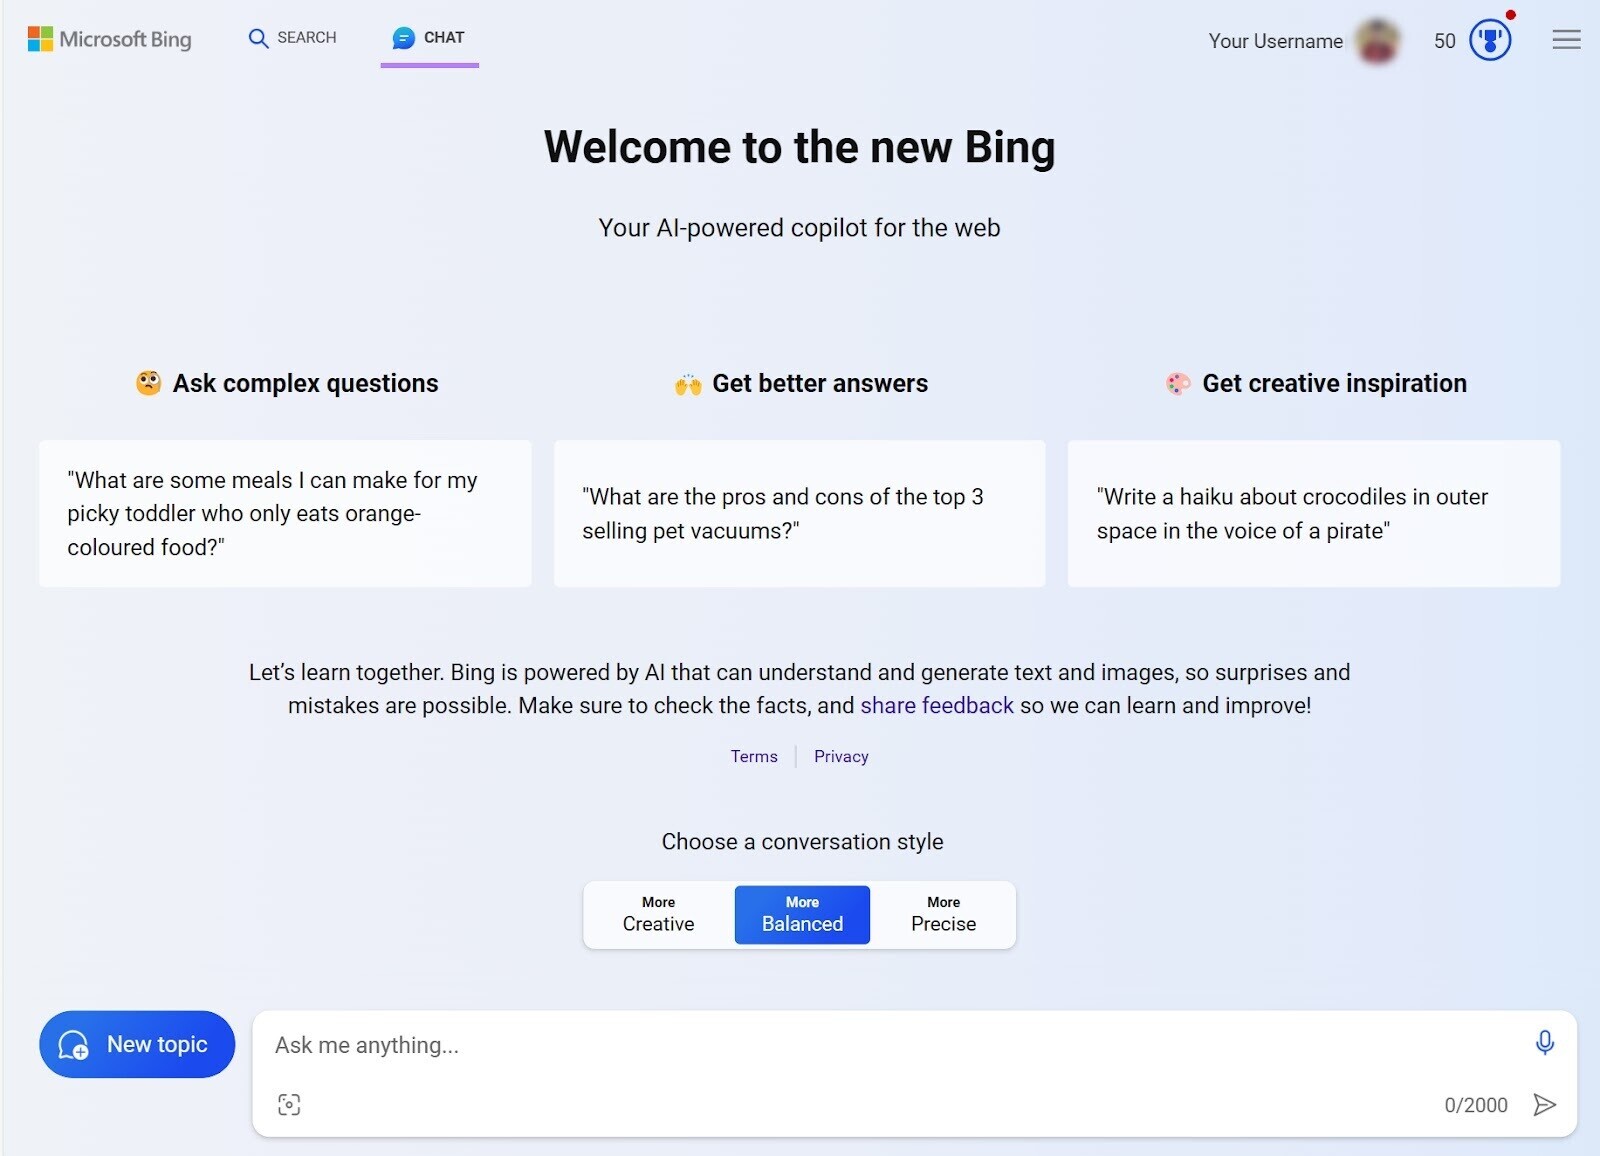 Microsoft Bing
SEARCH
CHAT
Your Username
50
Welcome to the new Bing
Your AI-powered copilot for the web
Ask complex questions
"What are some meals I can make for my
picky toddler who only eats orange-
coloured food?"
Get better answers
"What are the pros and cons of the top 3
selling pet vacuums?"
Get creative inspiration
"Write a haiku about crocodiles in outer
space in the voice of a pirate"
Let’s learn together. Bing is powered by AI that can understand and generate text and images, so surprises and
mistakes are possible. Make sure to check the facts, and share feedback so we can learn and improve!
Terms
Privacy
Choose a conversation style
More
Creative
More
Balanced
More
Precise
New topic
Ask me anything...
0/2000